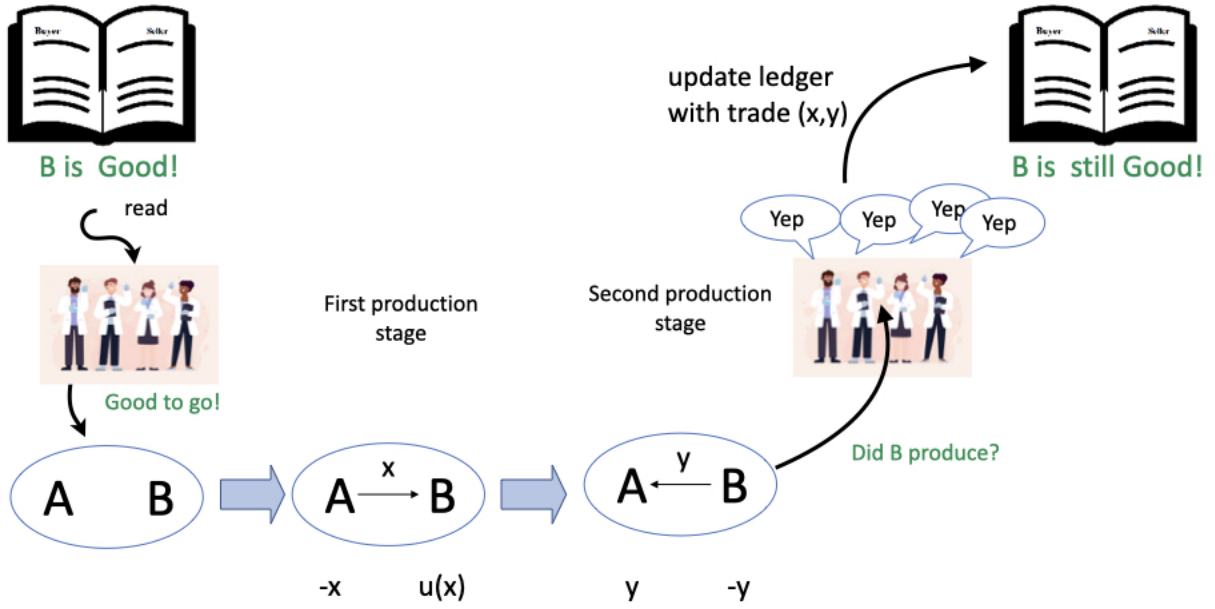 Buyer
Seller
B is Good!
read
Good to go!
A B
First production
stage
x
A B
-x u(x)
Second production
stage
y
A B
y -y
Did B produce?
Yep
Yep
Yep
Yep
update ledger
with trade (x,y)
Buyer
Seller
B is still Good!